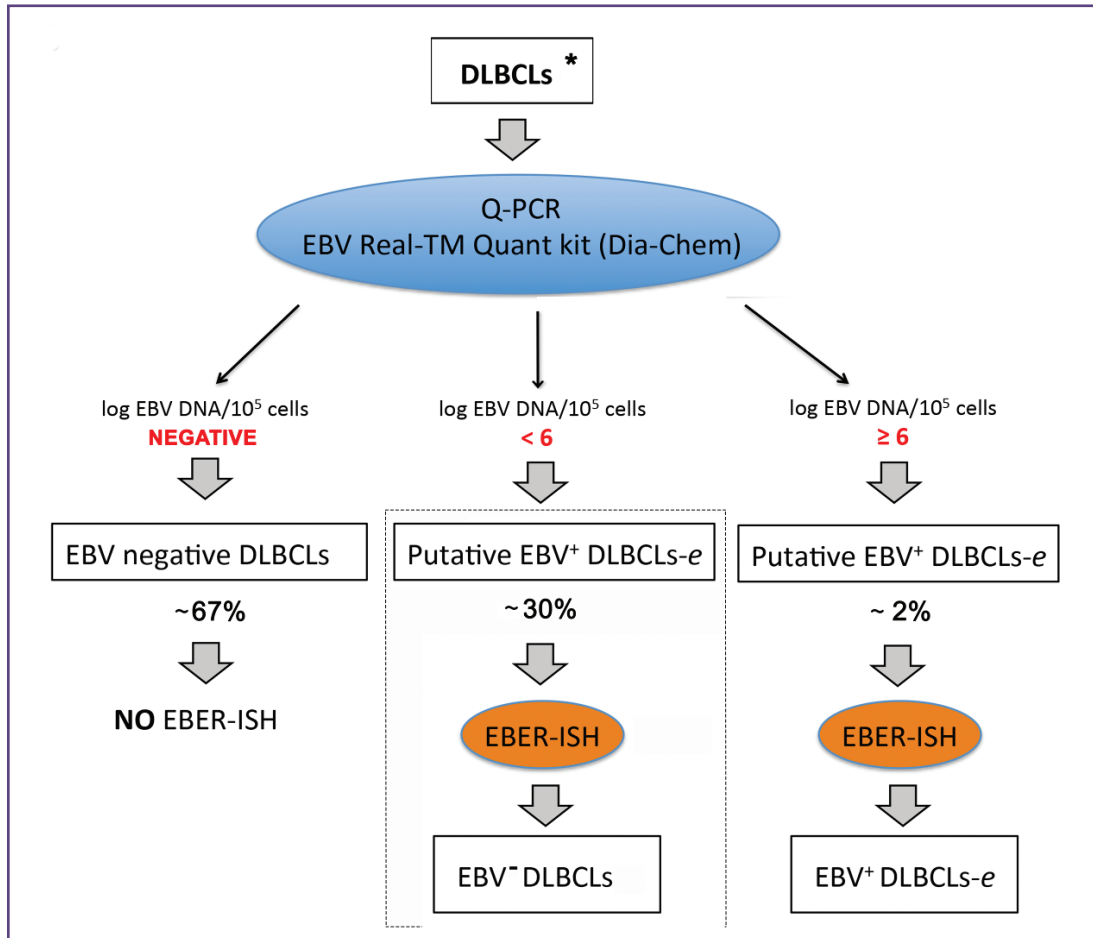 DLBCLs *
Q-PCR
EBV Real-TM Quant kit (Dia-Chem)
log EBV DNA/10⁵ cells
NEGATIVE
EBV negative DLBCLs
~67%
NO EBER-ISH
log EBV DNA/10⁵ cells
< 6
Putative EBV⁺ DLBCLs-e
~30%
EBER-ISH
EBV⁻ DLBCLs
log EBV DNA/10⁵ cells
≥ 6
Putative EBV⁺ DLBCLs-e
~ 2%
EBER-ISH
EBV⁺ DLBCLs-e